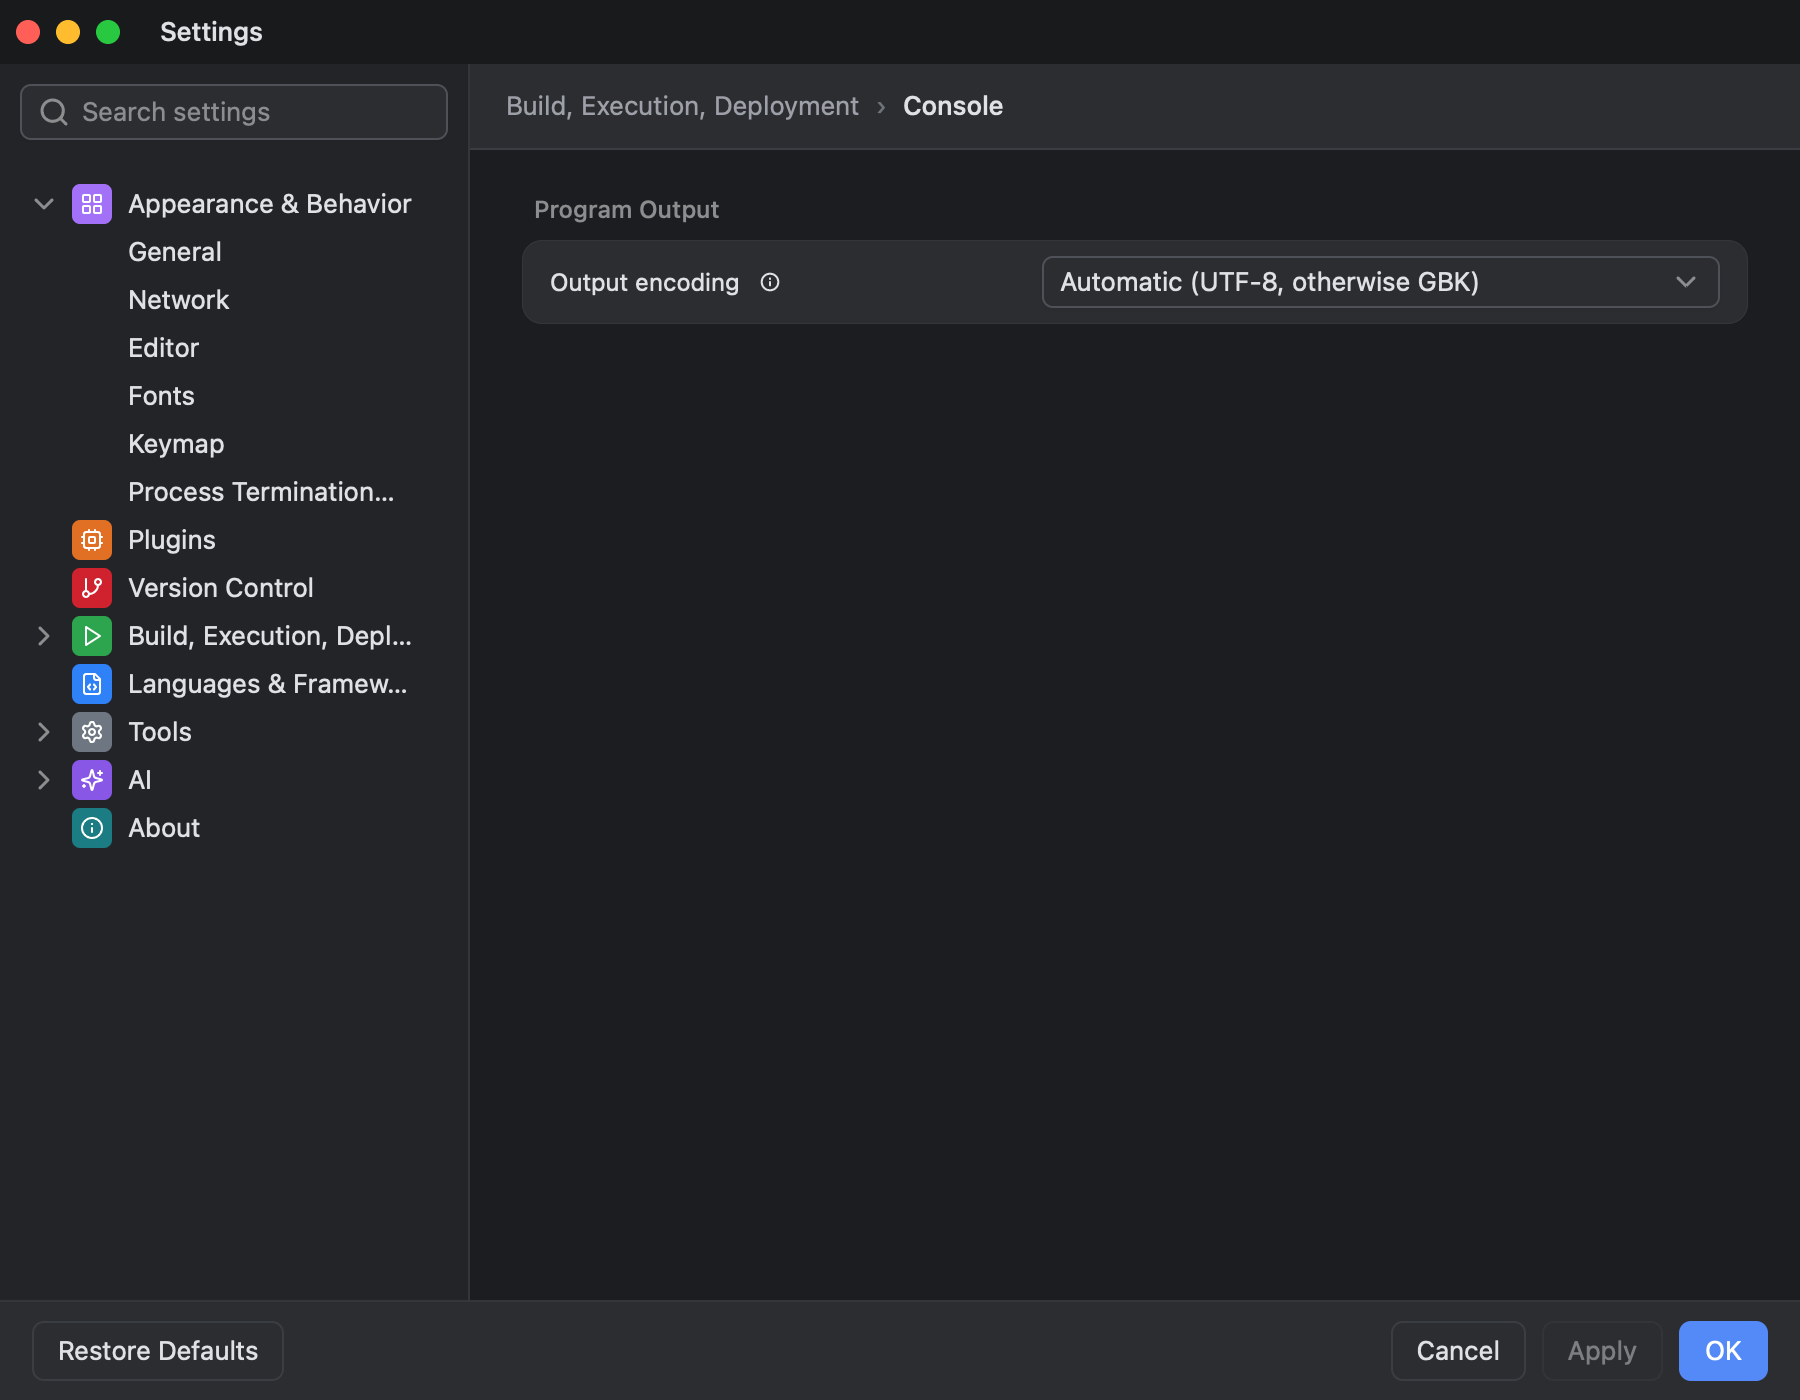 Settings
Search settings
Appearance & Behavior
General
Network
Editor
Fonts
Keymap
Process Termination...
Plugins
Version Control
Build, Execution, Depl...
Languages & Framew...
Tools
AI
About
Build, Execution, Deployment › Console
Program Output
Output encoding
Automatic (UTF-8, otherwise GBK)
Restore Defaults
Cancel
Apply
OK